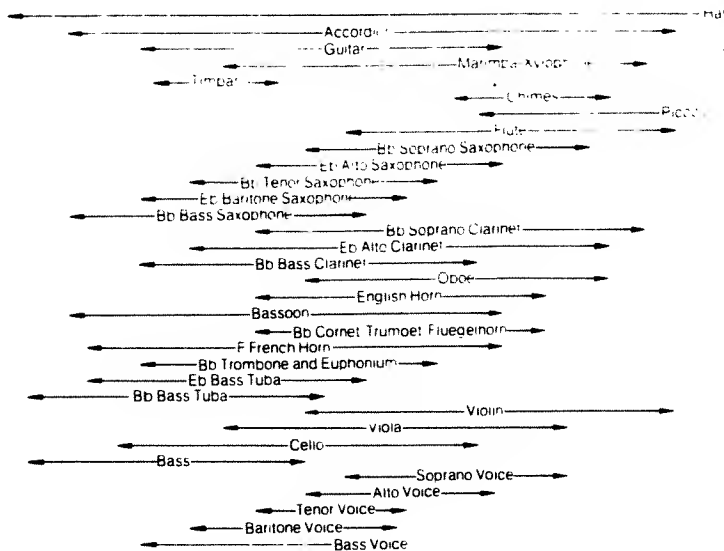 Guitar
Chimes
Flute
Bb Soprano Saxophone
Eb Alto Saxophone
Bb Tenor Saxophone
Eb Baritone Saxophone
Bb Bass Saxophone
Bb Soprano Clarinet
Eb Alto Clarinet
Bb Bass Clarinet
Oboe
English Horn
Bassoon
Bb Cornet Trumpet Fluegelhorn
F French Horn
Bb Trombone and Euphonium
Eb Bass Tuba
Bb Bass Tuba
Violin
Viola
Cello
Bass
Soprano Voice
Alto Voice
Tenor Voice
Baritone Voice
Bass Voice